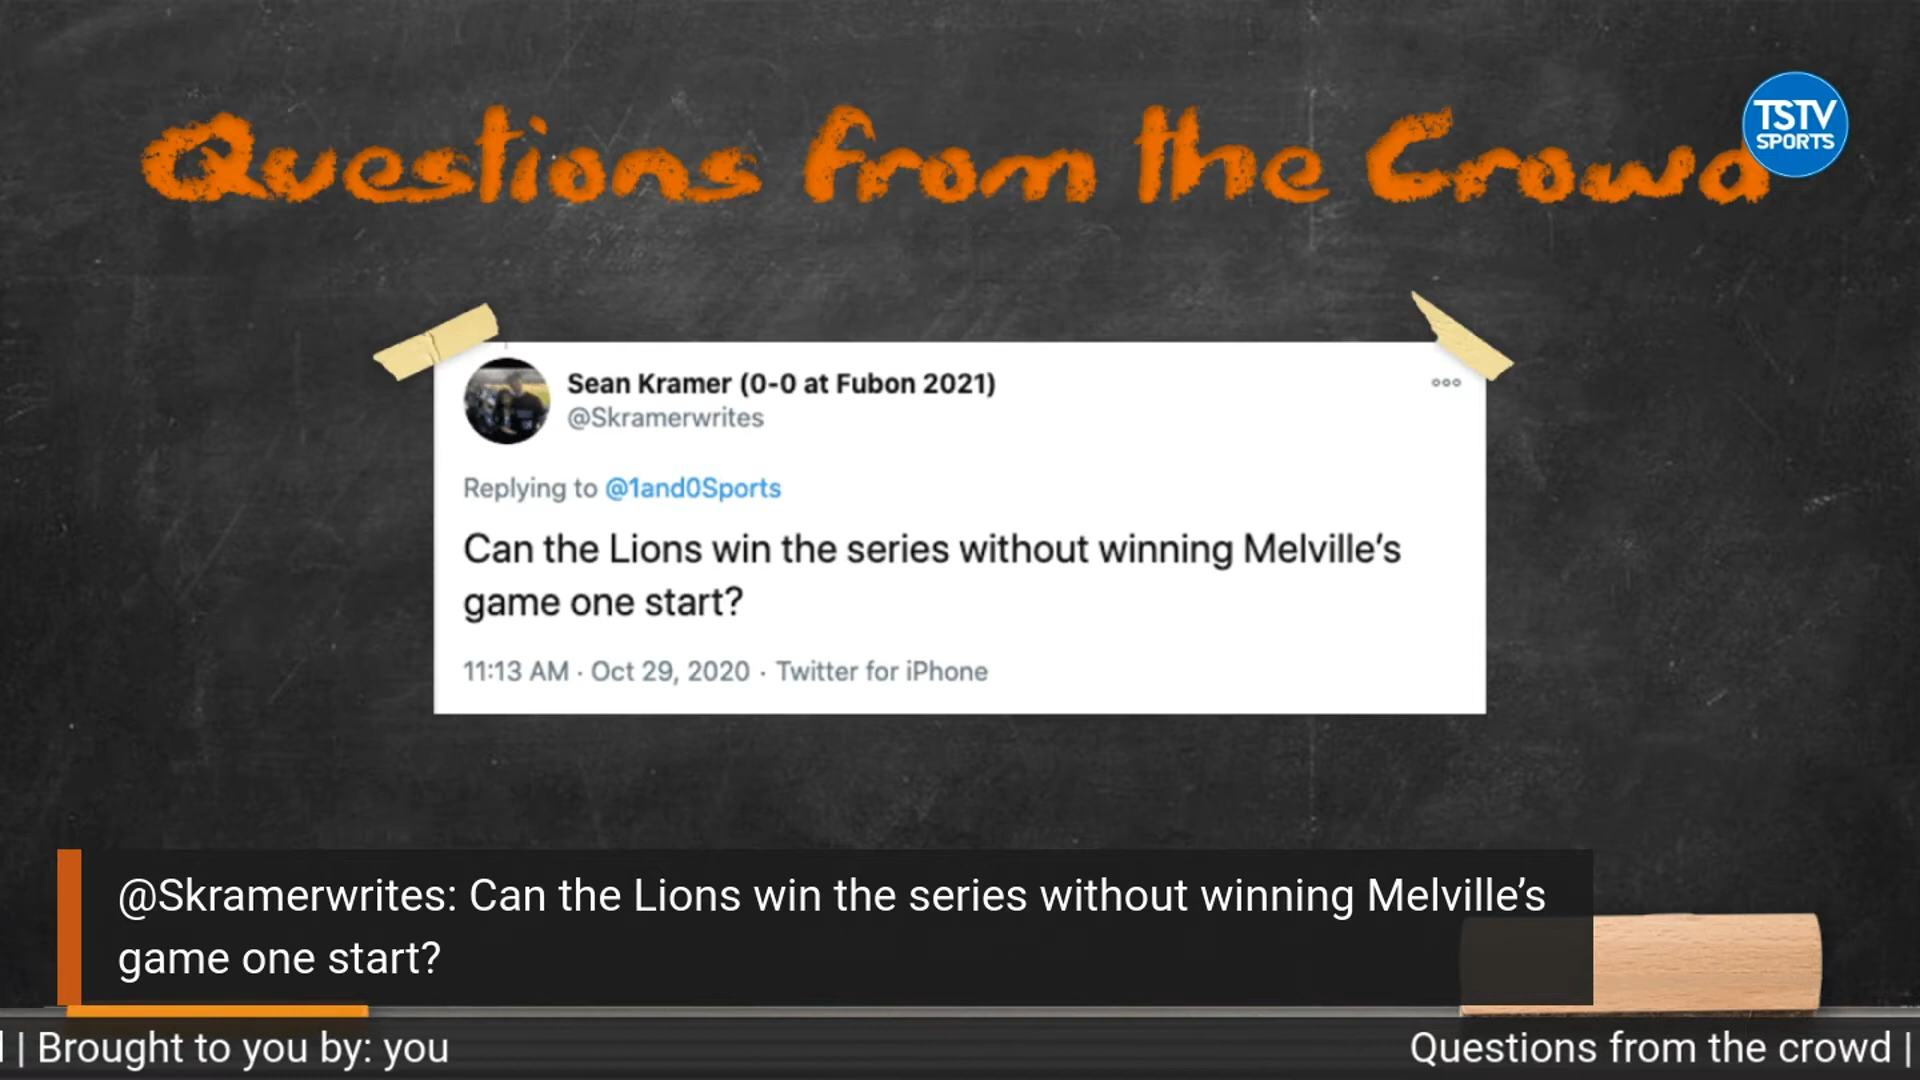 Questions from the Crowd
TSTV
SPORTS
Sean Kramer (0-0 at Fubon 2021)
@Skramerwrites
Replying to @1and0Sports
Can the Lions win the series without winning Melville's
game one start?
11:13 AM · Oct 29, 2020 · Twitter for iPhone
@Skramerwrites: Can the Lions win the series without winning Melville's
game one start?
| Brought to you by: you
Questions from the crowd |